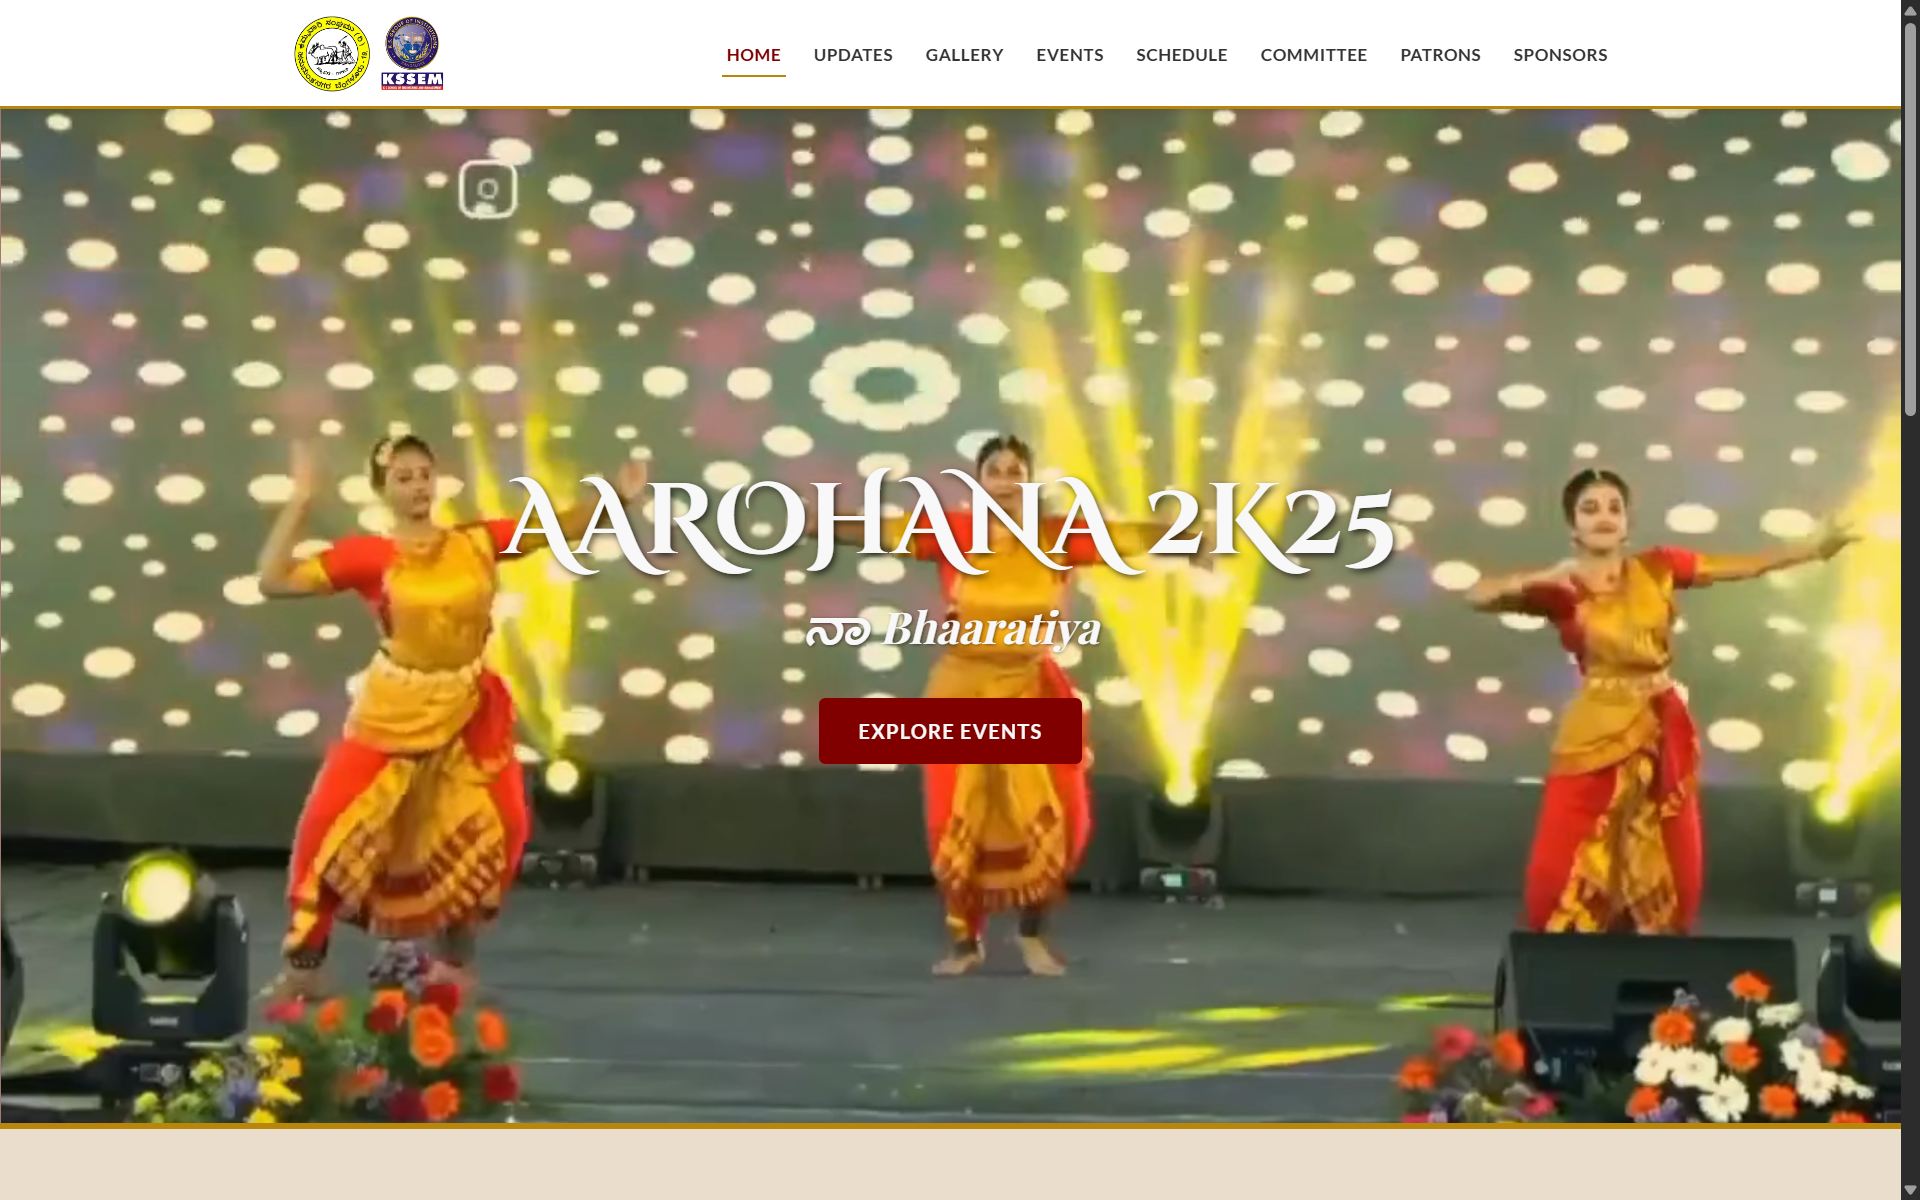 KSSEM
HOME UPDATES GALLERY EVENTS SCHEDULE COMMITTEE PATRONS SPONSORS
AAROHANA 2K25
ನಾ Bhaaratiya
EXPLORE EVENTS